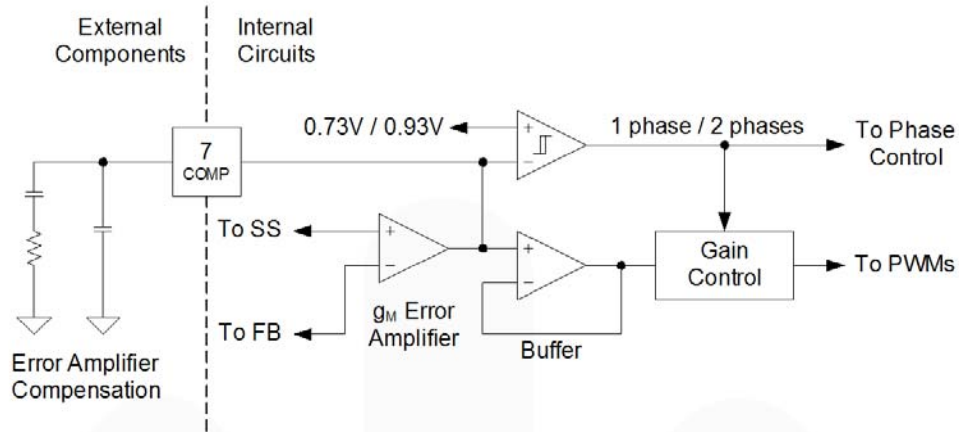 External
Components
Internal
Circuits
0.73V / 0.93V
+
−
1 phase / 2 phases
To Phase
Control
7
COMP
To SS
+
−
+
−
Gain
Control
To PWMs
To FB
gM Error
Amplifier
Buffer
Error Amplifier
Compensation